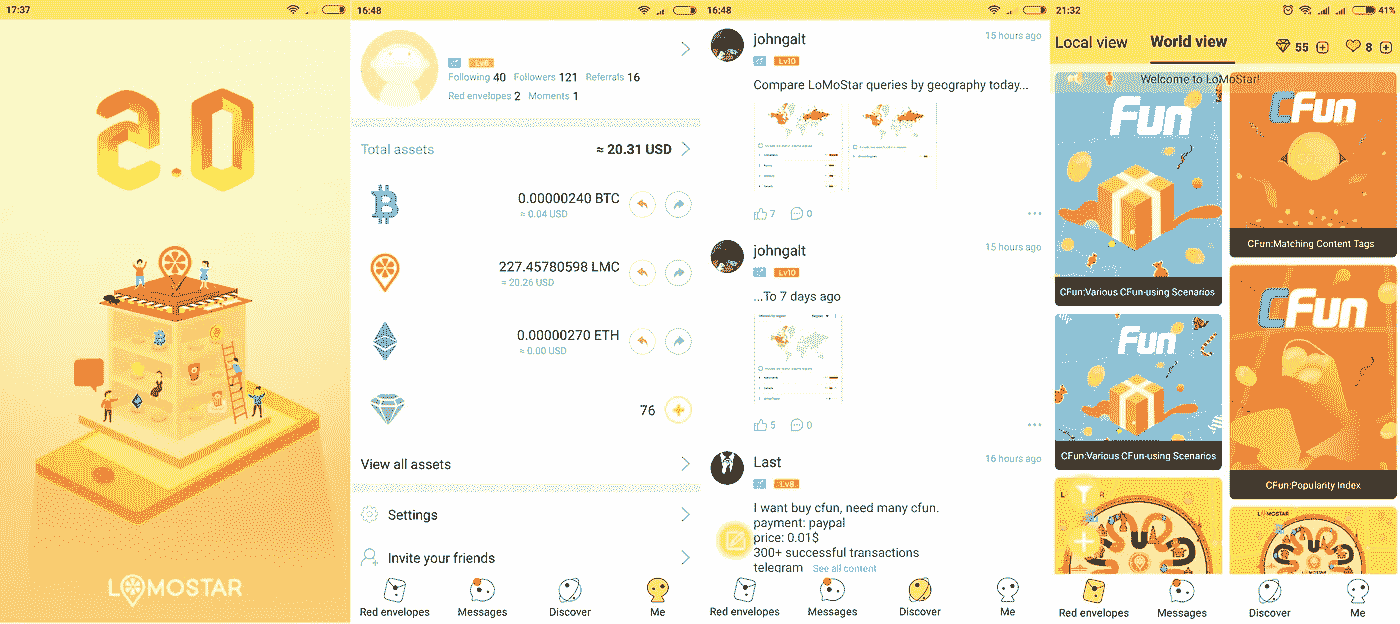 17:37
2.0
LOMOSTAR
16:48
Lv8
Following 40 Followers 121 Referrals 16
Red envelopes 2 Moments 1
Total assets ≈ 20.31 USD
0.00000240 BTC
≈ 0.04 USD
227.45780598 LMC
≈ 20.26 USD
0.00000270 ETH
≈ 0.00 USD
76
View all assets
Settings
Invite your friends
Red envelopes Messages Discover Me
16:48
johngalt 15 hours ago
Lv10
Compare LoMoStar queries by geography today...
7 0
johngalt 15 hours ago
Lv10
...To 7 days ago
5 0
Last 16 hours ago
Lv8
I want buy cfun, need many cfun.
payment: paypal
price: 0.01$
300+ successful transactions
telegram See all content
Red envelopes Messages Discover Me
21:32 41%
Local view World view 55 8
Welcome to LoMoStar!
Fun
CFun
CFun:Matching Content Tags
CFun:Various CFun-using Scenarios
CFun
Fun
CFun:Various CFun-using Scenarios
CFun:Popularity Index
LOMOSTAR
Red envelopes Messages Discover Me